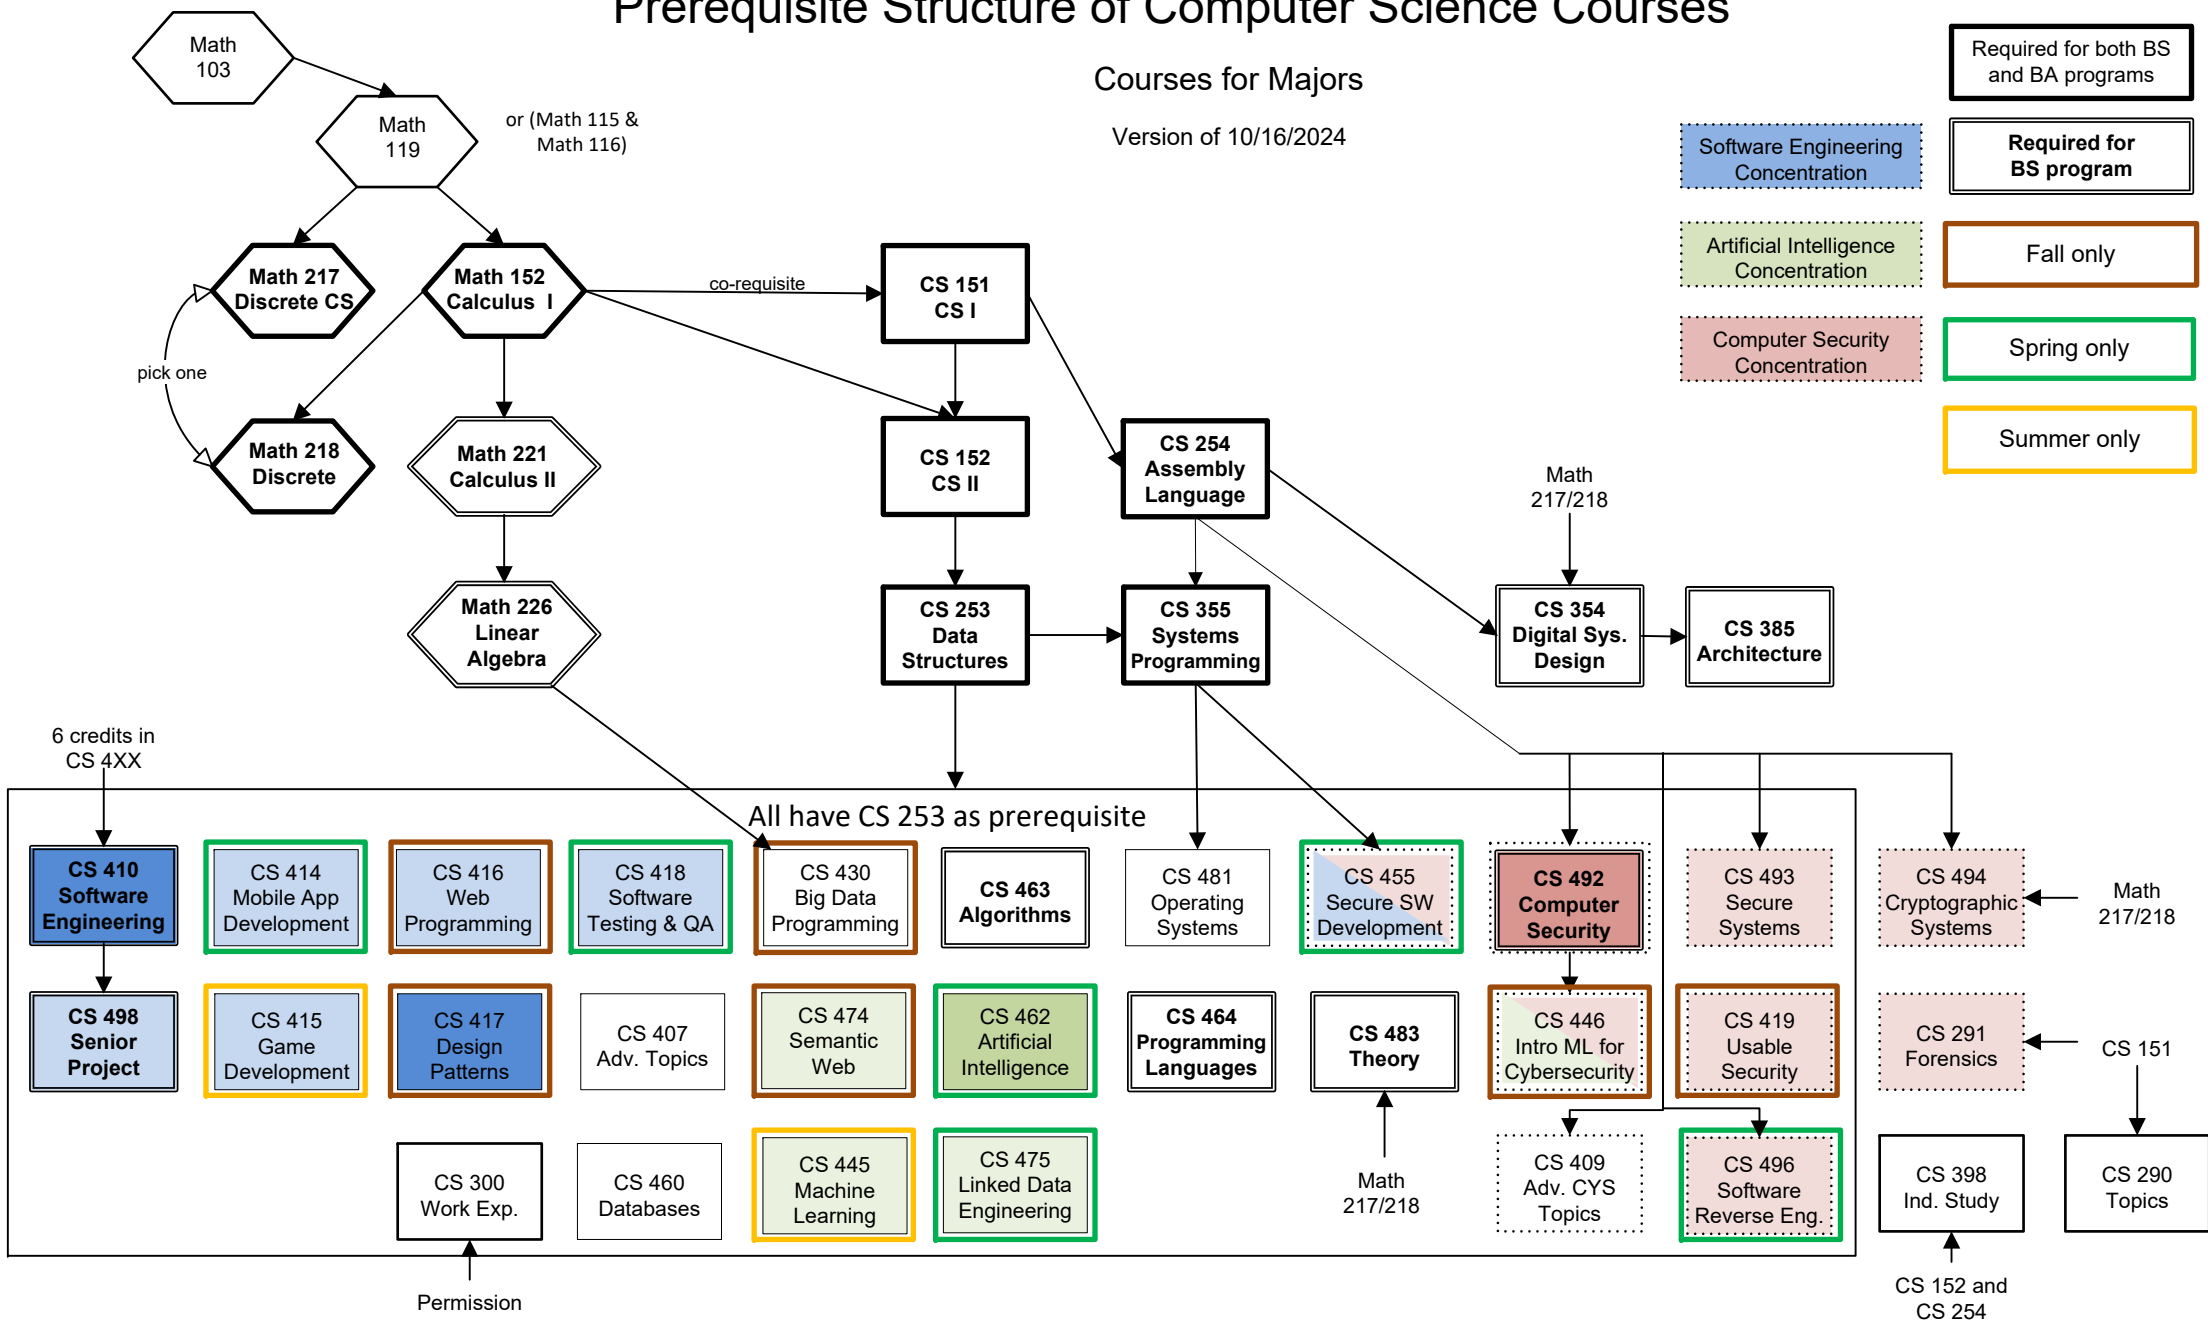 Prerequisite Structure of Computer Science Courses
Courses for Majors
Version of 10/16/2024
Math
103
Math
119
or (Math 115 &
Math 116)
Required for both BS
and BA programs
Software Engineering
Concentration
Required for
BS program
Artificial Intelligence
Concentration
Fall only
Computer Security
Concentration
Spring only
Summer only
Math 217
Discrete CS
Math 152
Calculus I
co-requisite
CS 151
CS I
pick one
Math 218
Discrete
Math 221
Calculus II
CS 152
CS II
CS 254
Assembly
Language
Math
217/218
Math 226
Linear
Algebra
CS 253
Data
Structures
CS 355
Systems
Programming
CS 354
Digital Sys.
Design
CS 385
Architecture
6 credits in
CS 4XX
All have CS 253 as prerequisite
CS 410
Software
Engineering
CS 414
Mobile App
Development
CS 416
Web
Programming
CS 418
Software
Testing & QA
CS 430
Big Data
Programming
CS 463
Algorithms
CS 481
Operating
Systems
CS 455
Secure SW
Development
CS 492
Computer
Security
CS 493
Secure
Systems
CS 494
Cryptographic
Systems
Math
217/218
CS 498
Senior
Project
CS 415
Game
Development
CS 417
Design
Patterns
CS 407
Adv. Topics
CS 474
Semantic
Web
CS 462
Artificial
Intelligence
CS 464
Programming
Languages
CS 483
Theory
CS 446
Intro ML for
Cybersecurity
CS 419
Usable
Security
CS 291
Forensics
CS 151
CS 300
Work Exp.
CS 460
Databases
CS 445
Machine
Learning
CS 475
Linked Data
Engineering
Math
217/218
CS 409
Adv. CYS
Topics
CS 496
Software
Reverse Eng.
CS 398
Ind. Study
CS 290
Topics
Permission
CS 152 and
CS 254